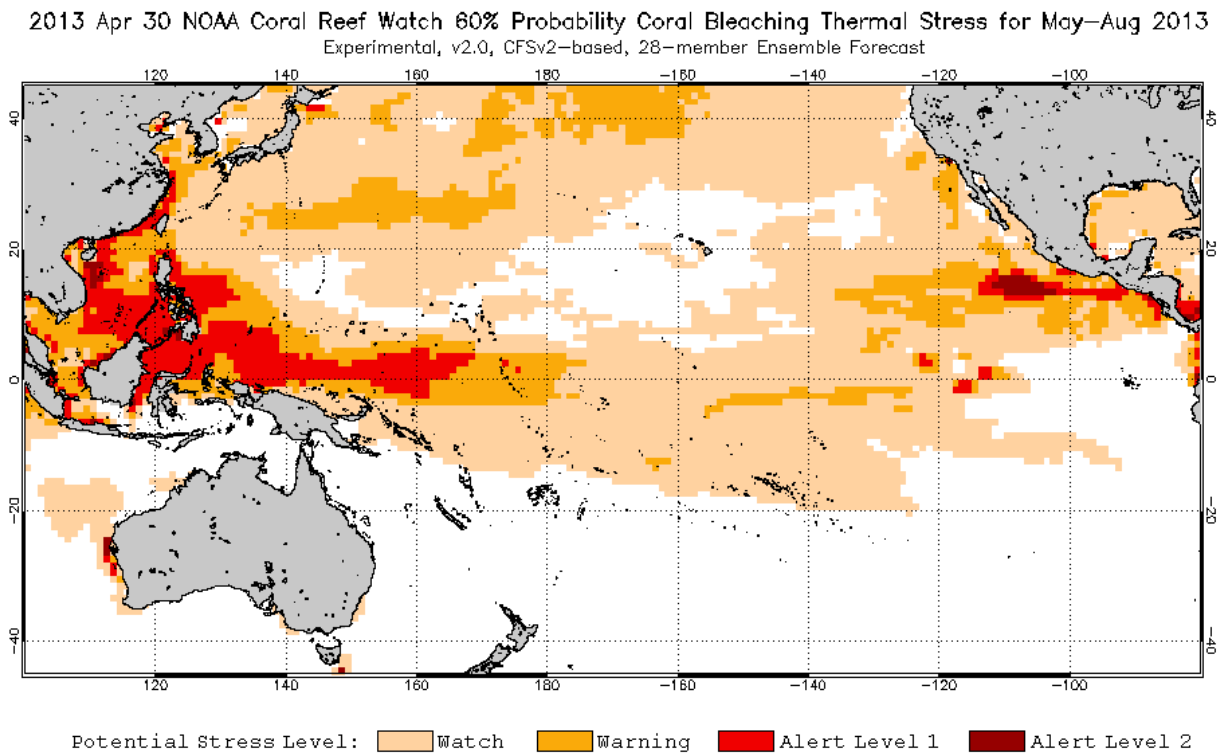 2013 Apr 30 NOAA Coral Reef Watch 60% Probability Coral Bleaching Thermal Stress for May-Aug 2013
Experimental, v2.0, CFSv2-based, 28-member Ensemble Forecast
120 140 160 180 -160 -140 -120 -100
40 40
20 20
0 0
-20 -20
-40 -40
120 140 160 180 -160 -140 -120 -100
Potential Stress Level: Watch Warning Alert Level 1 Alert Level 2